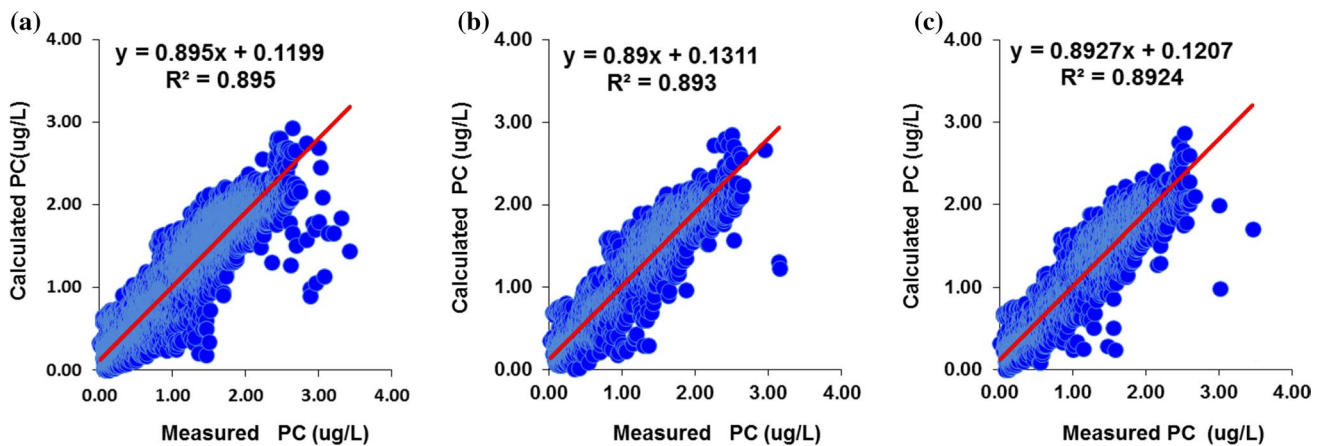 (a)
y = 0.895x + 0.1199
R² = 0.895
Calculated PC(ug/L)
4.00
3.00
2.00
1.00
0.00
0.00 1.00 2.00 3.00 4.00
Measured PC (ug/L)
(b)
y = 0.89x + 0.1311
R² = 0.893
Calculated PC (ug/L)
4.00
3.00
2.00
1.00
0.00
0.00 1.00 2.00 3.00 4.00
Measured PC (ug/L)
(c)
y = 0.8927x + 0.1207
R² = 0.8924
Calculated PC (ug/L)
4.00
3.00
2.00
1.00
0.00
0.00 1.00 2.00 3.00 4.00
Measured PC (ug/L)